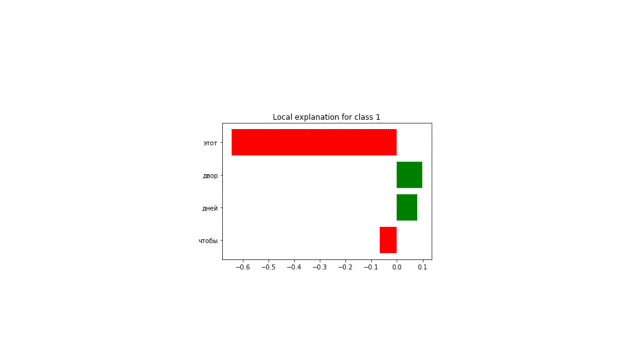 Local explanation for class 1
этот
двор
дней
чтобы
−0.6 −0.5 −0.4 −0.3 −0.2 −0.1 0.0 0.1